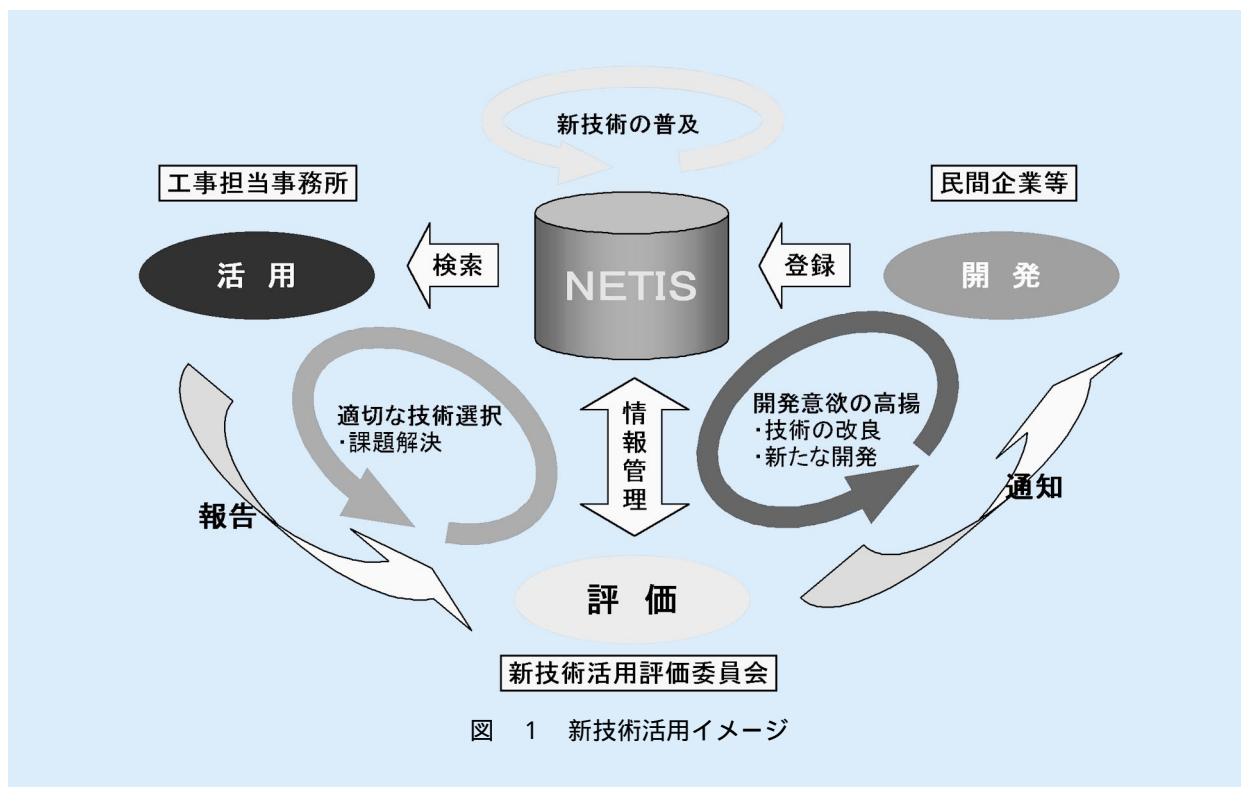 新技術の普及
工事担当事務所
民間企業等
活用
検索
NETIS
登録
開発
適切な技術選択
・課題解決
情報管理
開発意欲の高揚
・技術の改良
・新たな開発
報告
通知
評価
新技術活用評価委員会
図 1 新技術活用イメージ